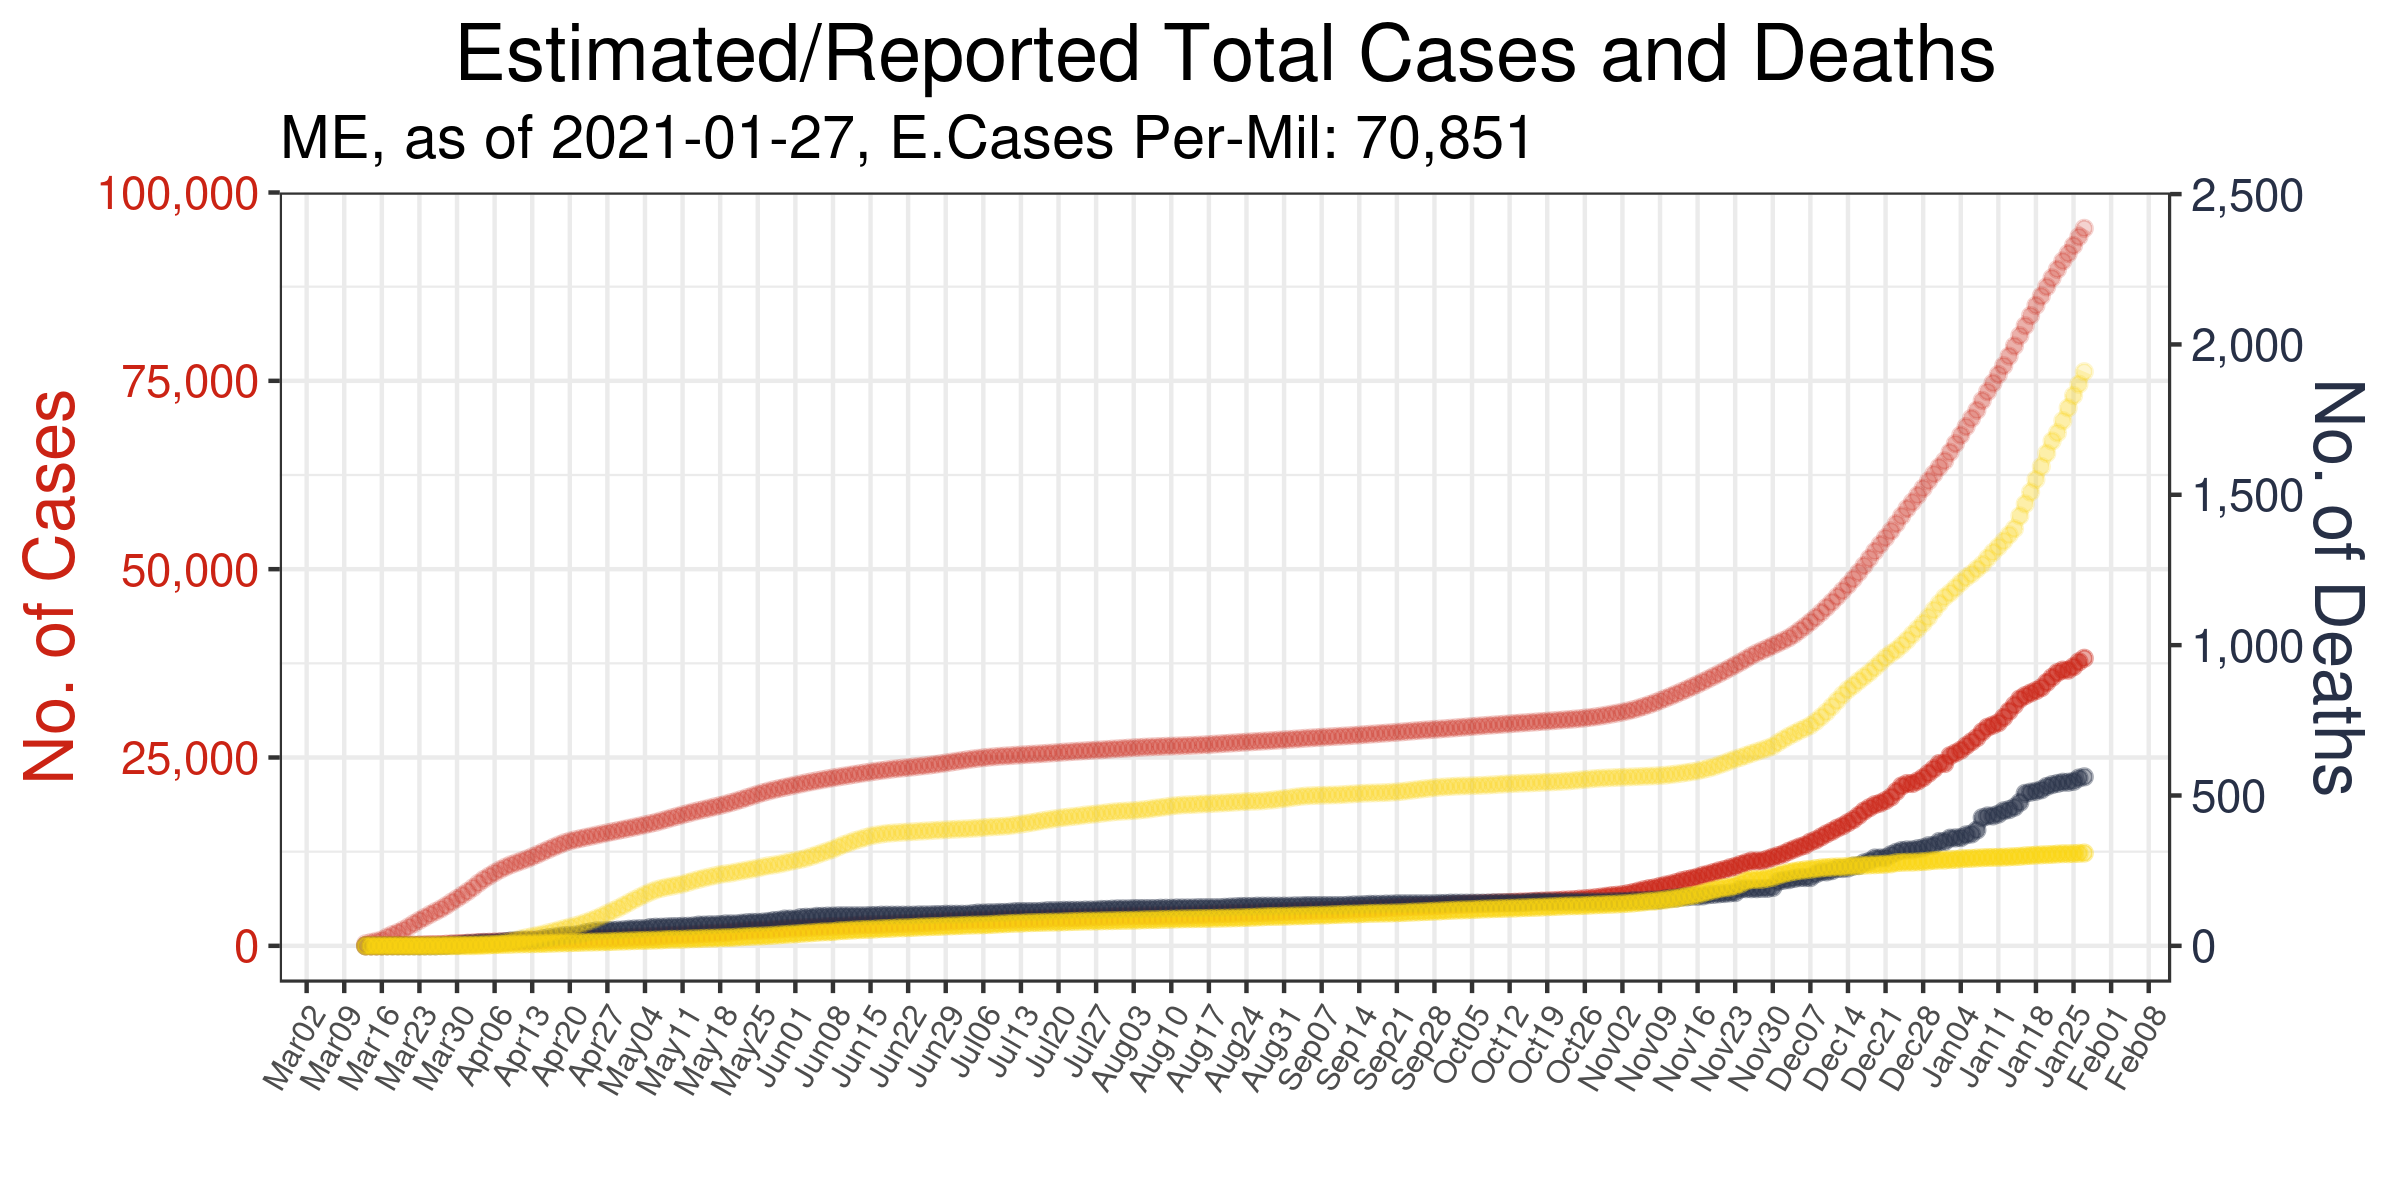 Estimated/Reported Total Cases and Deaths
ME, as of 2021-01-27, E.Cases Per-Mil: 70,851
No. of Cases
100,000
75,000
50,000
25,000
0
2,500
2,000
1,500
1,000
500
0
No. of Deaths
Mar02
Mar09
Mar16
Mar23
Mar30
Apr06
Apr13
Apr20
Apr27
May04
May11
May18
May25
Jun01
Jun08
Jun15
Jun22
Jun29
Jul06
Jul13
Jul20
Jul27
Aug03
Aug10
Aug17
Aug24
Aug31
Sep07
Sep14
Sep21
Sep28
Oct05
Oct12
Oct19
Oct26
Nov02
Nov09
Nov16
Nov23
Nov30
Dec07
Dec14
Dec21
Dec28
Jan04
Jan11
Jan18
Jan25
Feb01
Feb08